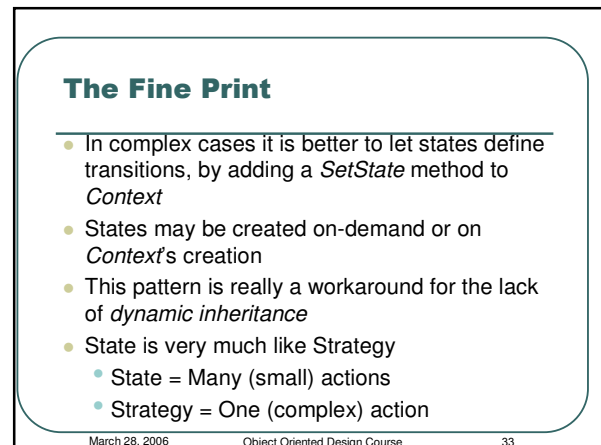 The Fine Print
In complex cases it is better to let states define
transitions, by adding a SetState method to
Context
States may be created on-demand or on
Context's creation
This pattern is really a workaround for the lack
of dynamic inheritance
State is very much like Strategy
State = Many (small) actions
Strategy = One (complex) action
March 28, 2006 Object Oriented Design Course 33